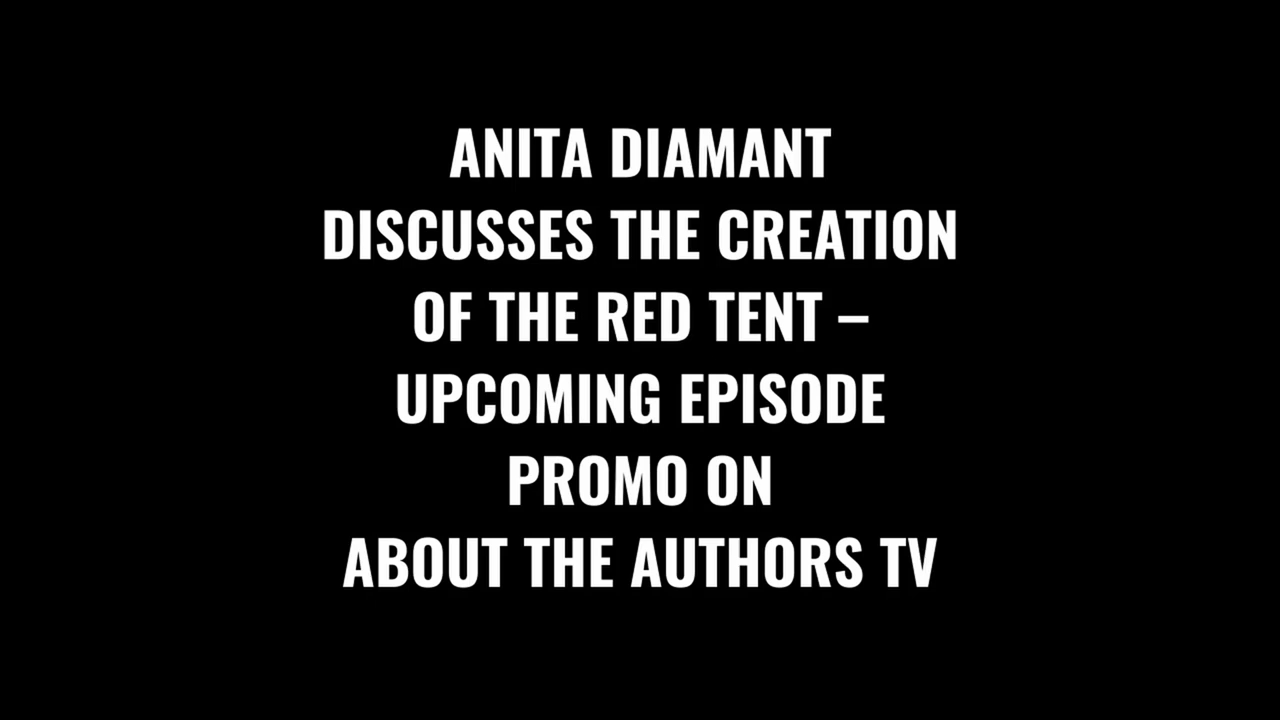 ANITA DIAMANT
DISCUSSES THE CREATION
OF THE RED TENT –
UPCOMING EPISODE
PROMO ON
ABOUT THE AUTHORS TV